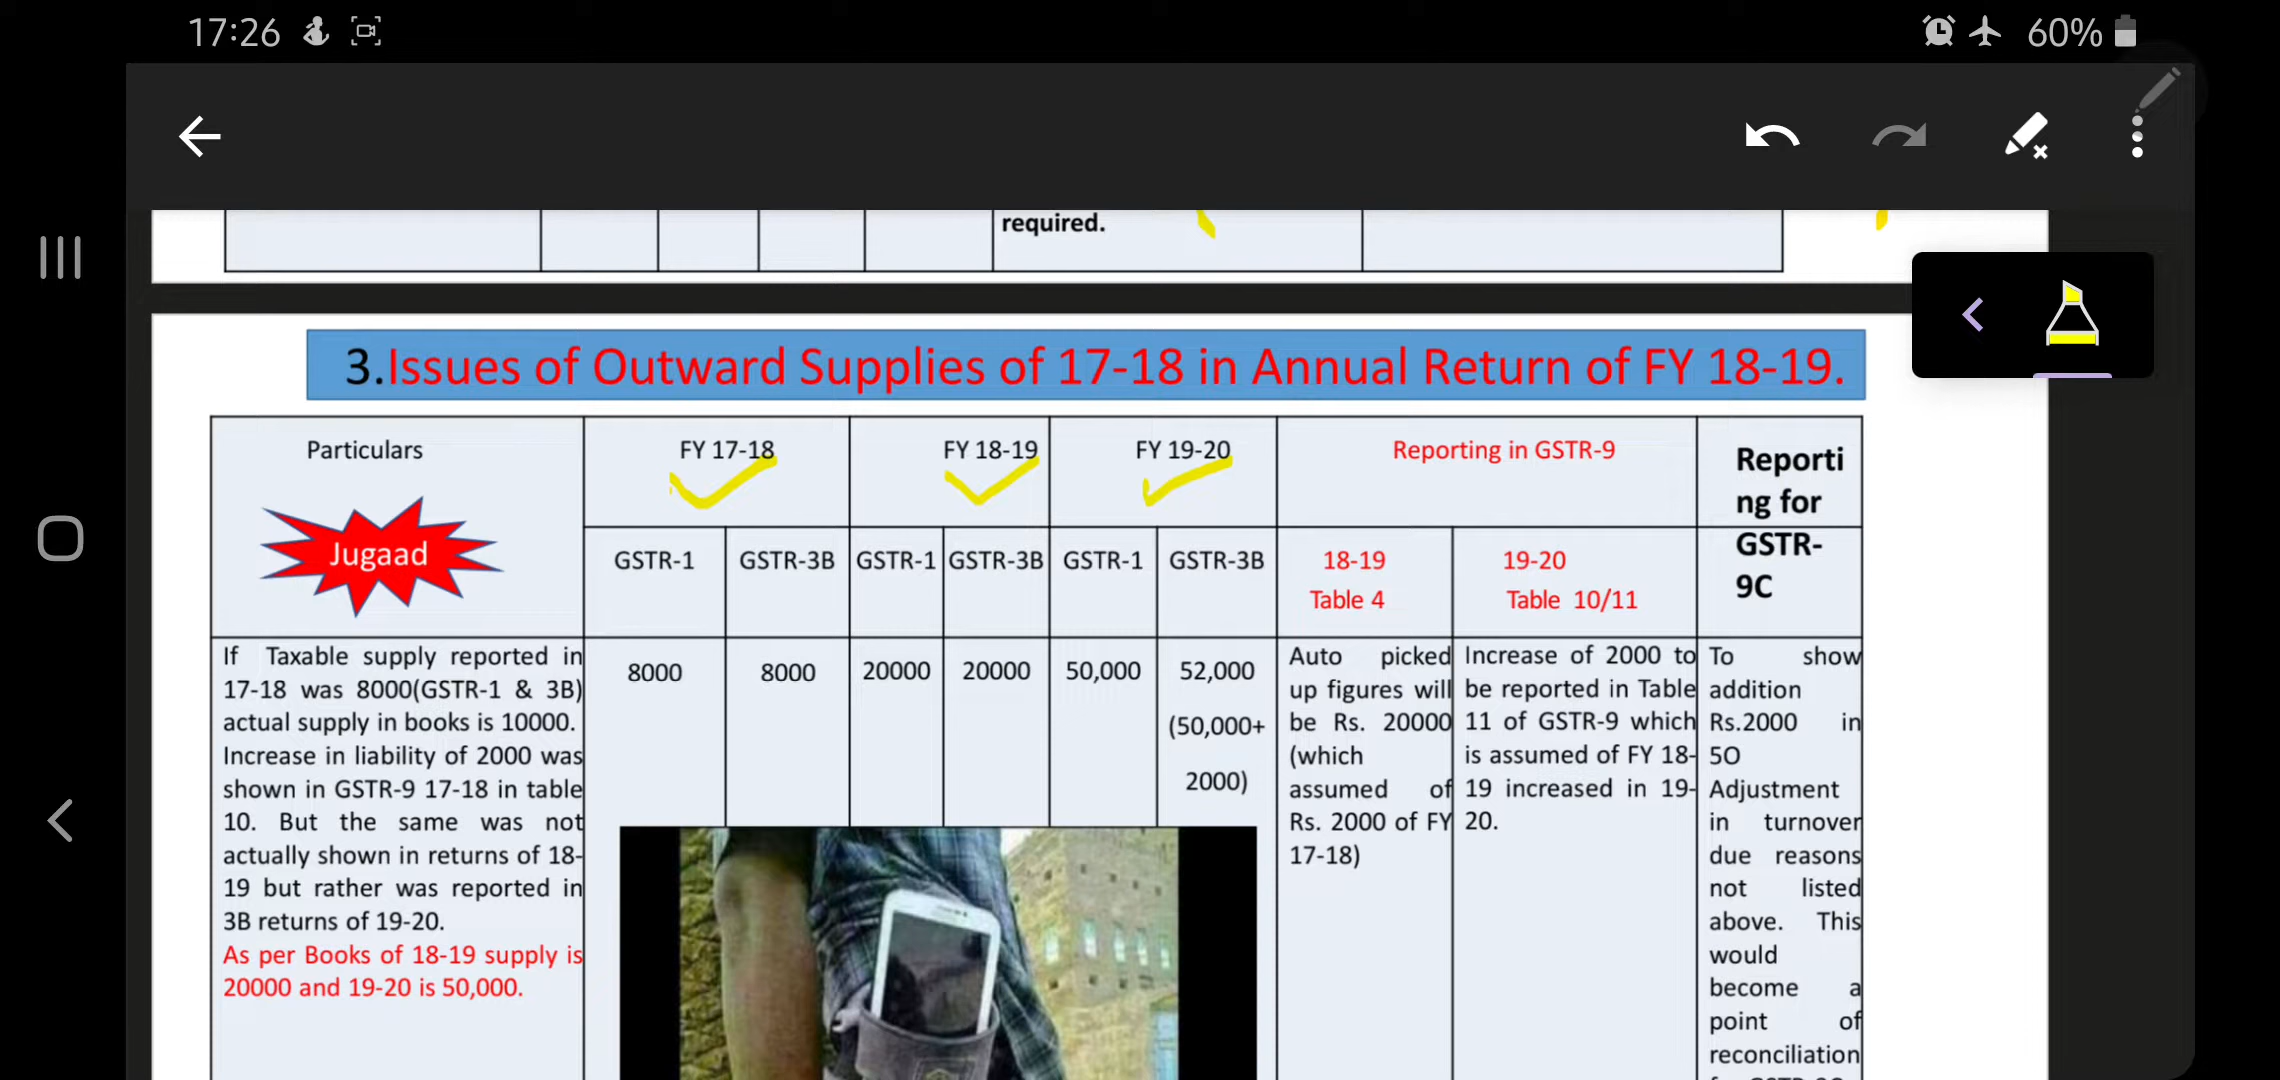 17:26
60%
required.
3.Issues of Outward Supplies of 17-18 in Annual Return of FY 18-19.
Particulars
FY 17-18
FY 18-19
FY 19-20
Reporting in GSTR-9
Reporti
ng for
GSTR-
9C
Jugaad
GSTR-1
GSTR-3B
GSTR-1
GSTR-3B
GSTR-1
GSTR-3B
18-19
Table 4
19-20
Table 10/11
If Taxable supply reported in
17-18 was 8000(GSTR-1 & 3B)
actual supply in books is 10000.
Increase in liability of 2000 was
shown in GSTR-9 17-18 in table
10. But the same was not
actually shown in returns of 18-
19 but rather was reported in
3B returns of 19-20.
As per Books of 18-19 supply is
20000 and 19-20 is 50,000.
8000
8000
20000
20000
50,000
52,000
(50,000+
2000)
Auto picked
up figures will
be Rs. 20000
(which
assumed of
Rs. 2000 of FY
17-18)
Increase of 2000 to
be reported in Table
11 of GSTR-9 which
is assumed of FY 18-
19 increased in 19-
20.
To show
addition
Rs.2000 in
5O
Adjustment
in turnover
due reasons
not listed
above. This
would
become a
point of
reconciliation